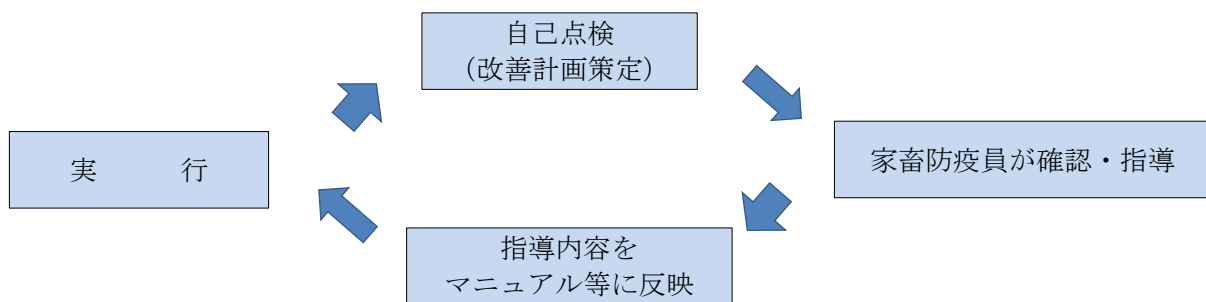 自己点検
（改善計画策定）
家畜防疫員が確認・指導
指導内容を
マニュアル等に反映
実　　　行